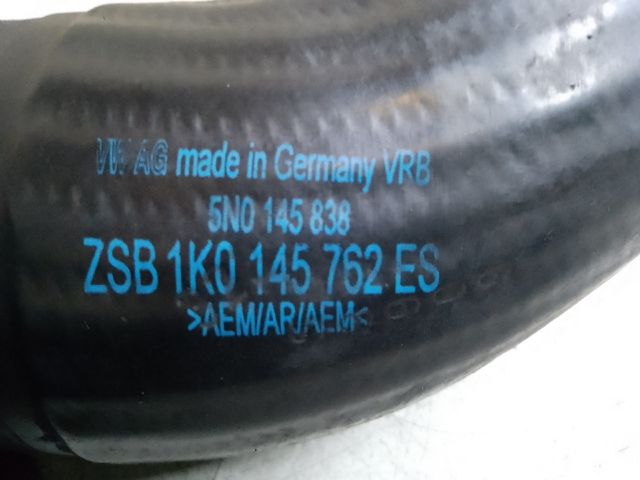 VW AG made in Germany VRB
5N0 145 838
ZSB 1K0 145 762 ES
>AEM/AR/AEM<